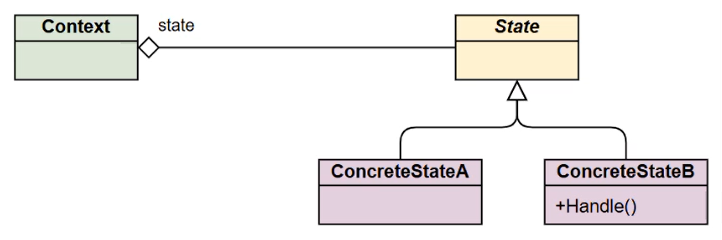 Context
state
State
ConcreteStateA
ConcreteStateB
+Handle()